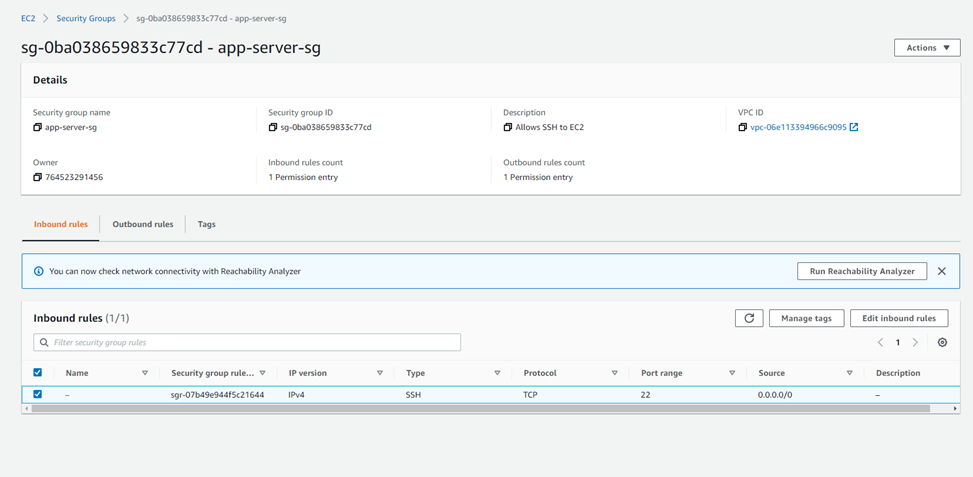 EC2 > Security Groups > sg-0ba038659833c77cd - app-server-sg
sg-0ba038659833c77cd - app-server-sg
Actions
Details
Security group name Security group ID Description VPC ID
app-server-sg sg-0ba038659833c77cd Allows SSH to EC2 vpc-06e113394966c9095
Owner Inbound rules count Outbound rules count
764523291456 1 Permission entry 1 Permission entry
Inbound rules Outbound rules Tags
You can now check network connectivity with Reachability Analyzer Run Reachability Analyzer
Inbound rules (1/1) Manage tags Edit inbound rules
Filter security group rules 1
Name Security group rule... IP version Type Protocol Port range Source Description
– sgr-07b49e944f5c21644 IPv4 SSH TCP 22 0.0.0.0/0 –